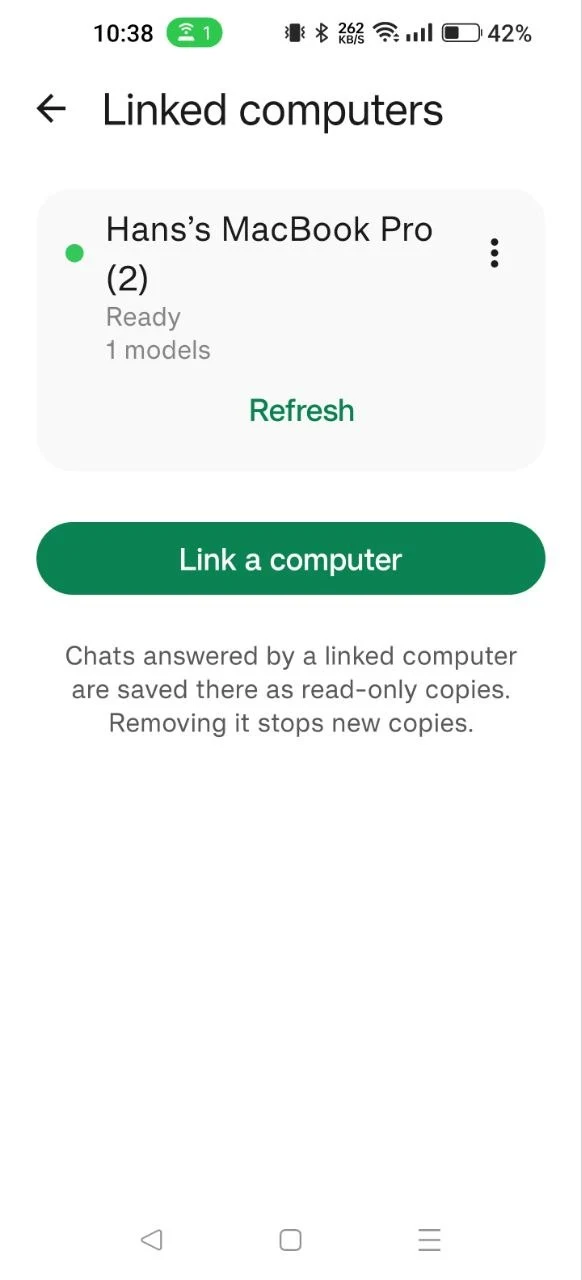 10:38 1 262 KB/S 42%
Linked computers
Hans’s MacBook Pro
(2)
Ready
1 models
Refresh
Link a computer
Chats answered by a linked computer
are saved there as read-only copies.
Removing it stops new copies.